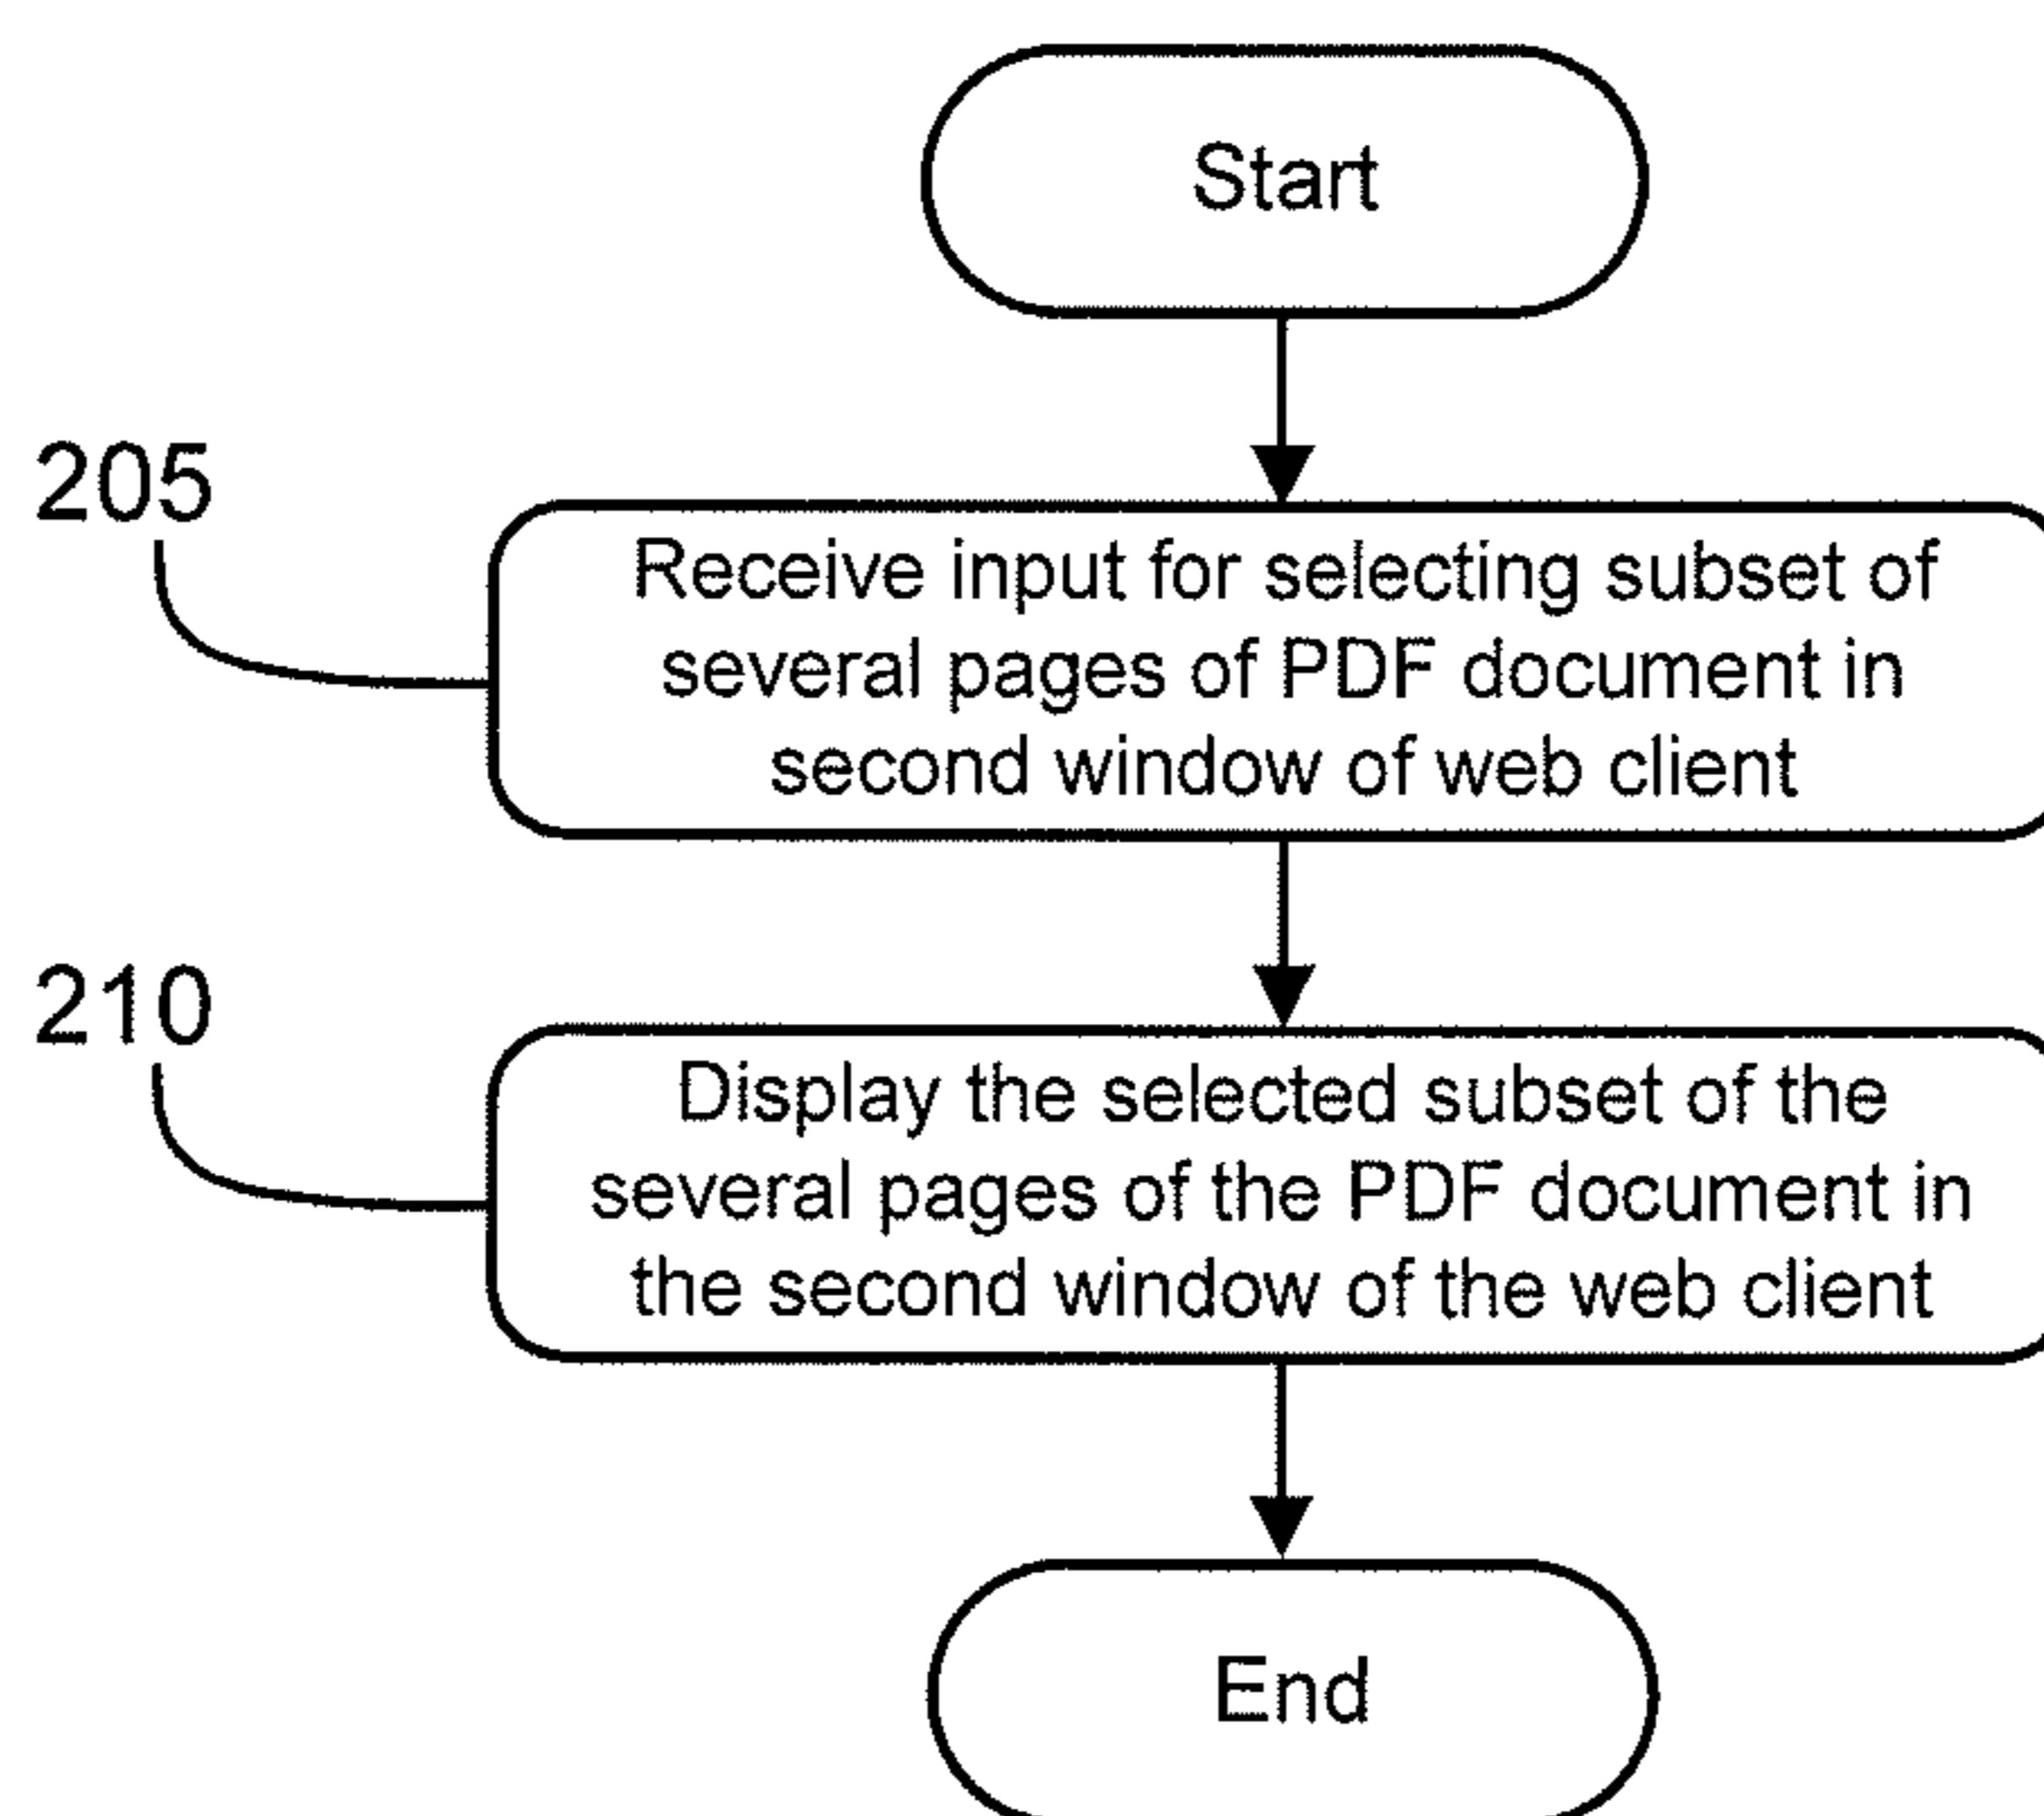 Start
205
Receive input for selecting subset of
several pages of PDF document in
second window of web client
210
Display the selected subset of the
several pages of the PDF document in
the second window of the web client
End